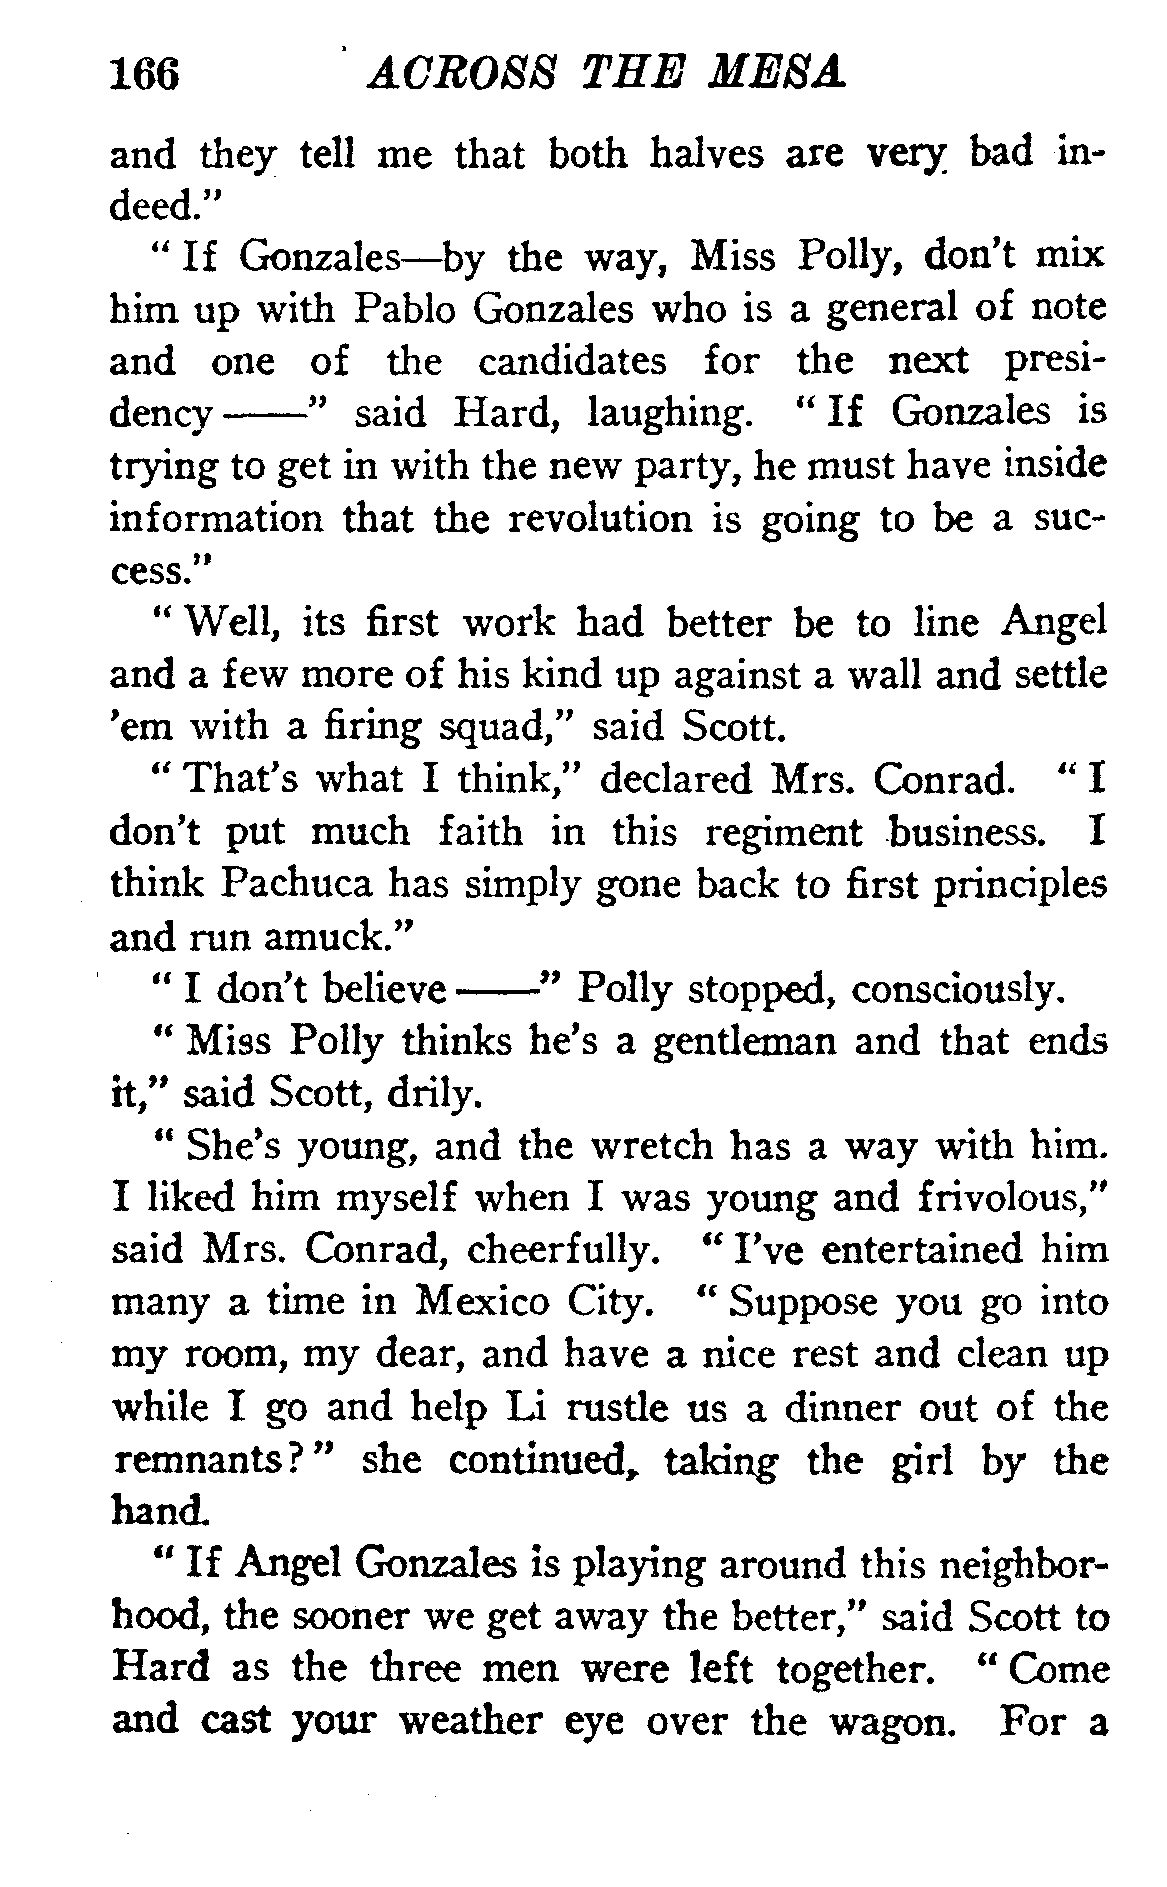 166 ACROSS THE MESA
and they tell me that both halves are very bad in-
deed."
" If Gonzales—by the way, Miss Polly, don't mix
him up with Pablo Gonzales who is a general of note
and one of the candidates for the next presi-
dency——" said Hard, laughing. " If Gonzales is
trying to get in with the new party, he must have inside
information that the revolution is going to be a suc-
cess."
" Well, its first work had better be to line Angel
and a few more of his kind up against a wall and settle
'em with a firing squad," said Scott.
" That's what I think," declared Mrs. Conrad. " I
don't put much faith in this regiment business. I
think Pachuca has simply gone back to first principles
and run amuck."
" I don't believe——" Polly stopped, consciously.
" Miss Polly thinks he's a gentleman and that ends
it," said Scott, drily.
" She's young, and the wretch has a way with him.
I liked him myself when I was young and frivolous,"
said Mrs. Conrad, cheerfully. " I've entertained him
many a time in Mexico City. " Suppose you go into
my room, my dear, and have a nice rest and clean up
while I go and help Li rustle us a dinner out of the
remnants?" she continued, taking the girl by the
hand.
" If Angel Gonzales is playing around this neighbor-
hood, the sooner we get away the better," said Scott to
Hard as the three men were left together. " Come
and cast your weather eye over the wagon. For a